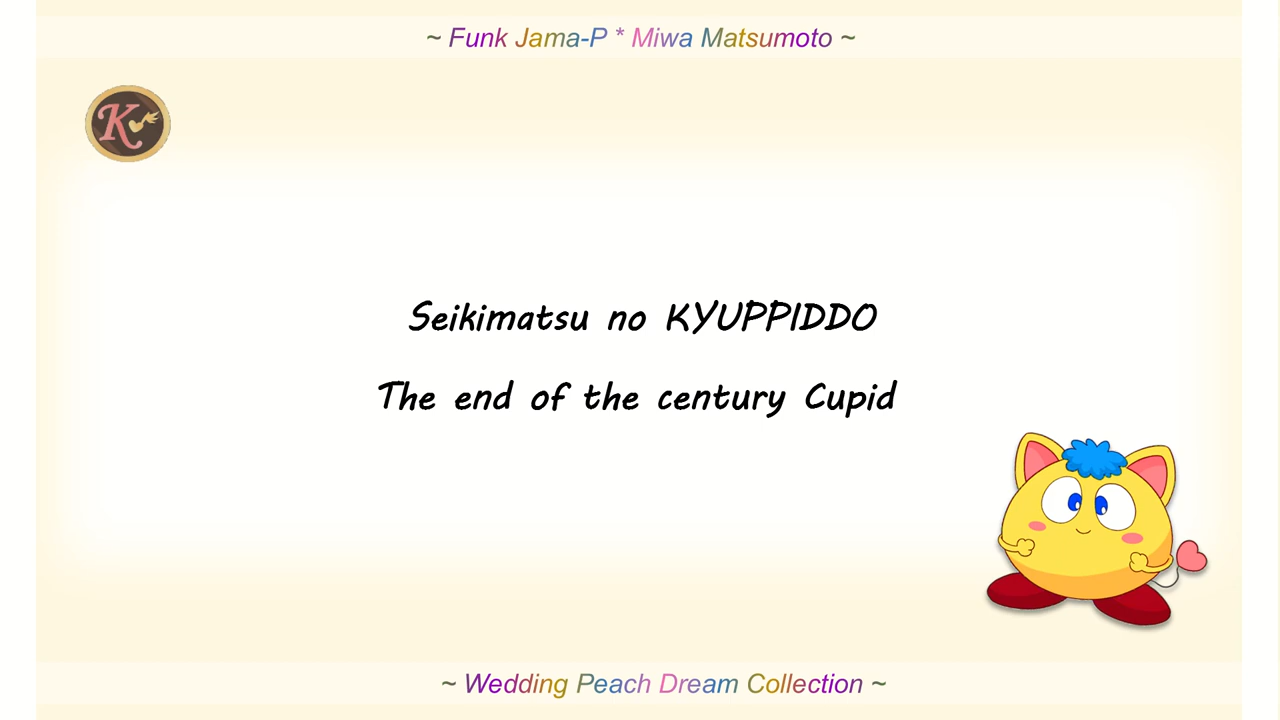 ~ Funk Jama-P * Miwa Matsumoto ~
K
Seikimatsu no KYUPPIDDO
The end of the century Cupid
~ Wedding Peach Dream Collection ~